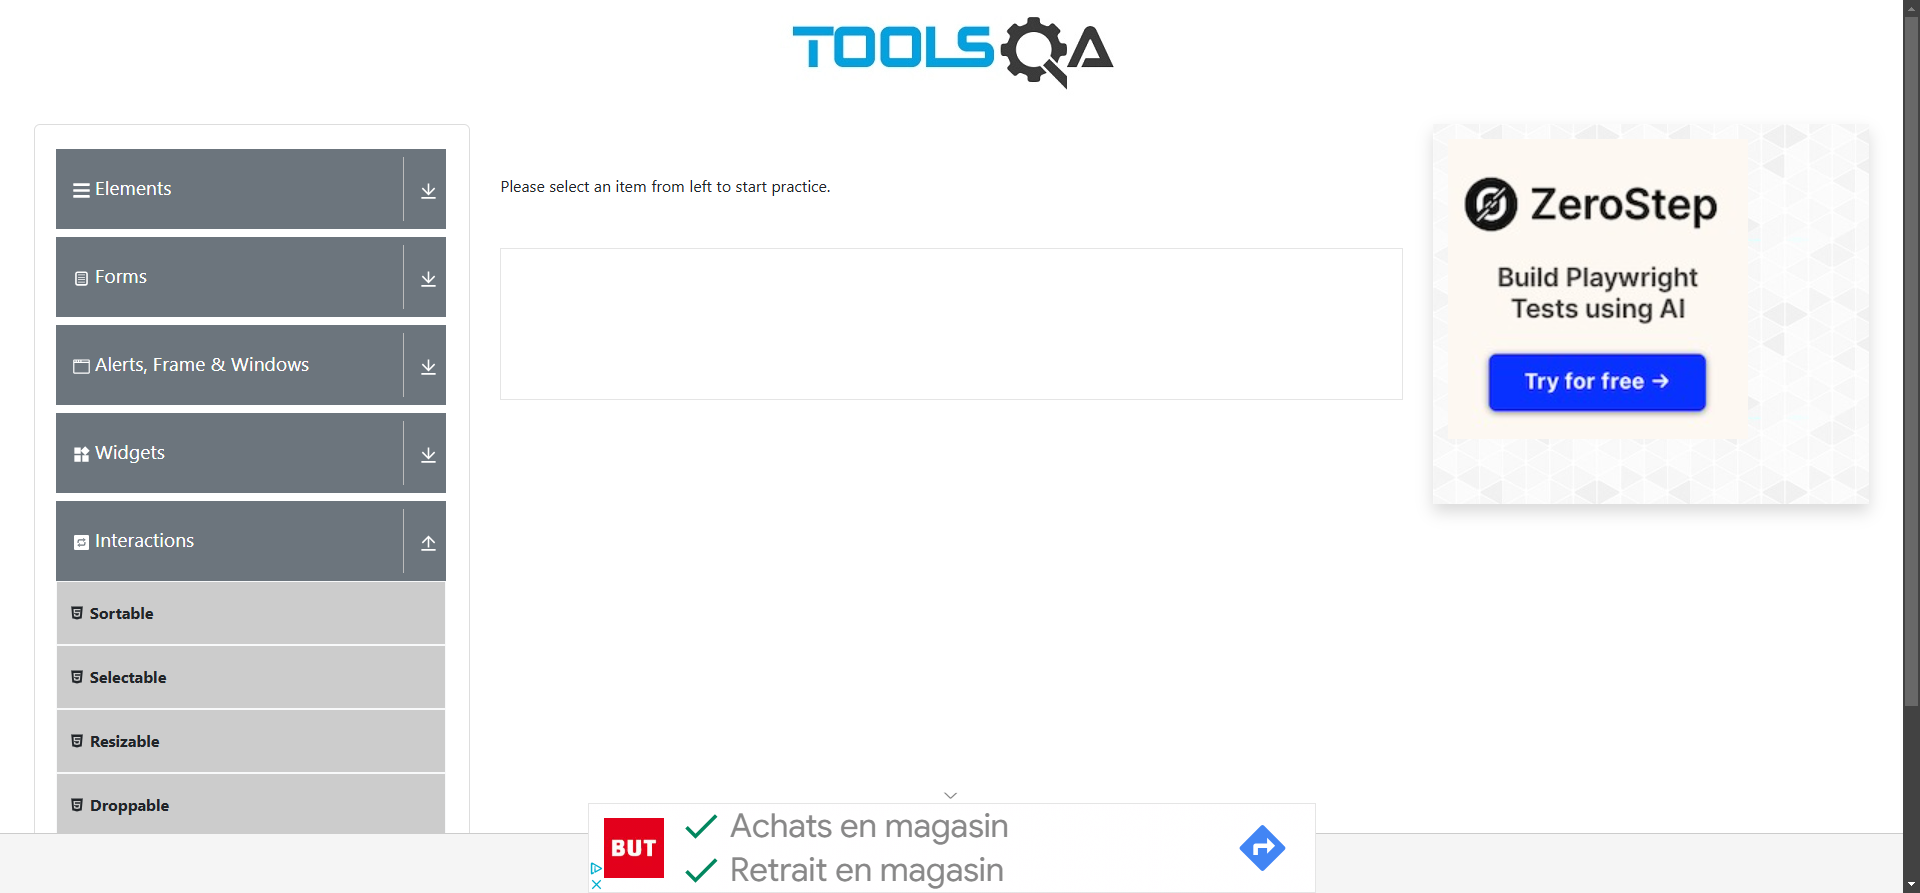 TOOLSQA
Elements
Forms
Alerts, Frame & Windows
Widgets
Interactions
Sortable
Selectable
Resizable
Droppable
Please select an item from left to start practice.
ZeroStep
Build Playwright
Tests using AI
Try for free →
BUT
Achats en magasin
Retrait en magasin